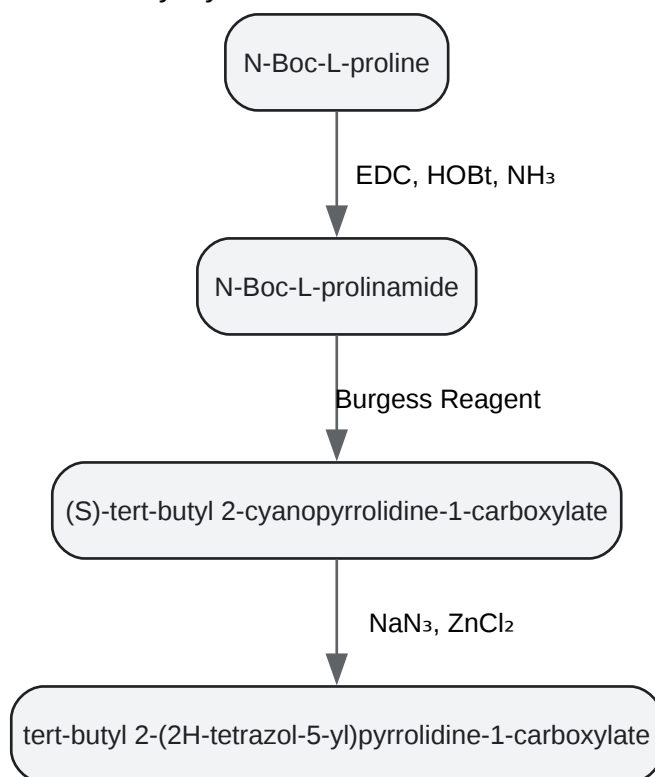 N-Boc-L-proline
EDC, HOBt, NH₃
N-Boc-L-prolinamide
Burgess Reagent
(S)-tert-butyl 2-cyanopyrrolidine-1-carboxylate
NaN₃, ZnCl₂
tert-butyl 2-(2H-tetrazol-5-yl)pyrrolidine-1-carboxylate